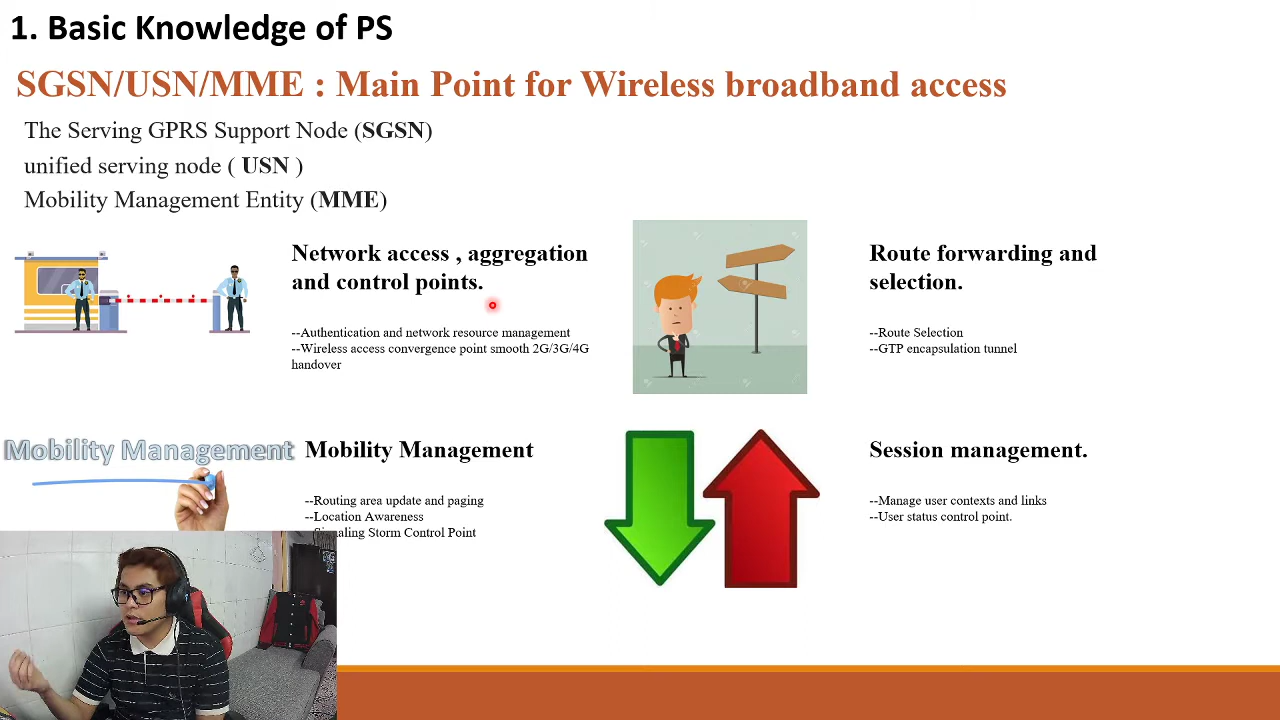 1. Basic Knowledge of PS
SGSN/USN/MME : Main Point for Wireless broadband access
The Serving GPRS Support Node (SGSN)
unified serving node ( USN )
Mobility Management Entity (MME)
Network access , aggregation
and control points.
--Authentication and network resource management
--Wireless access convergence point smooth 2G/3G/4G
handover
Route forwarding and
selection.
--Route Selection
--GTP encapsulation tunnel
Mobility Management
Mobility Management
--Routing area update and paging
--Location Awareness
Storm Control Point
Session management.
--Manage user contexts and links
--User status control point.